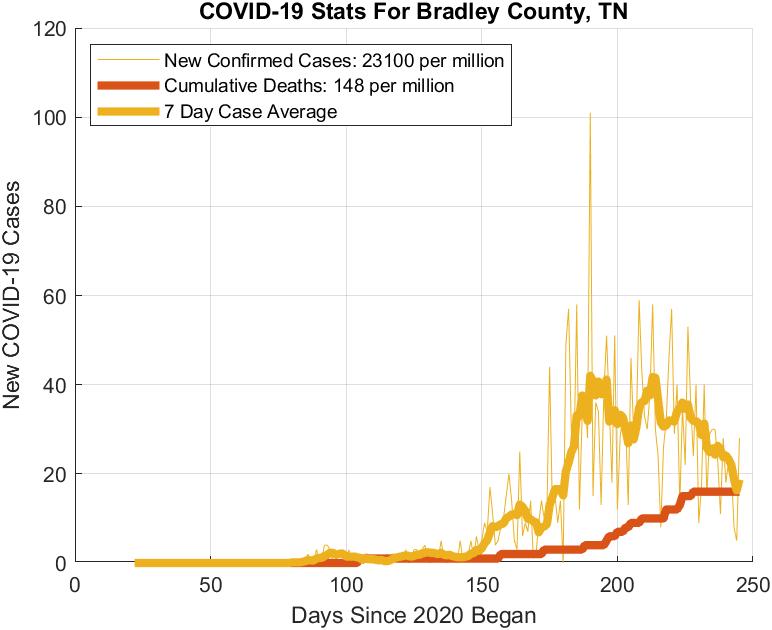 COVID-19 Stats For Bradley County, TN
120
100
80
60
40
20
0
New COVID-19 Cases
New Confirmed Cases: 23100 per million
Cumulative Deaths: 148 per million
7 Day Case Average
0 50 100 150 200 250
Days Since 2020 Began